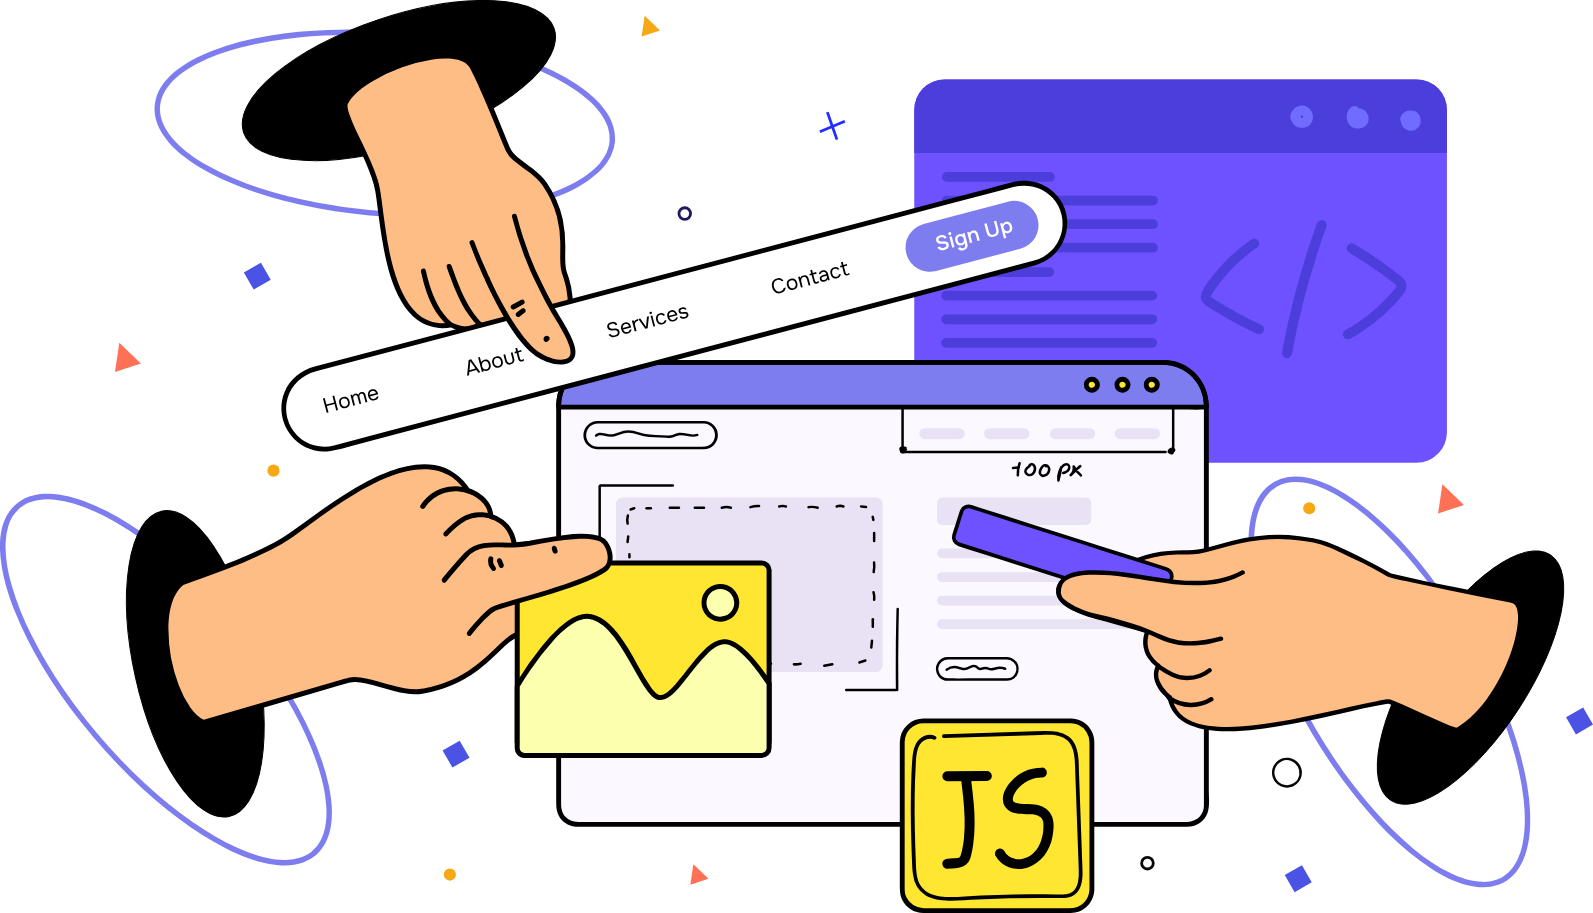 Home
About
Services
Contact
Sign Up
</>
100 px
JS